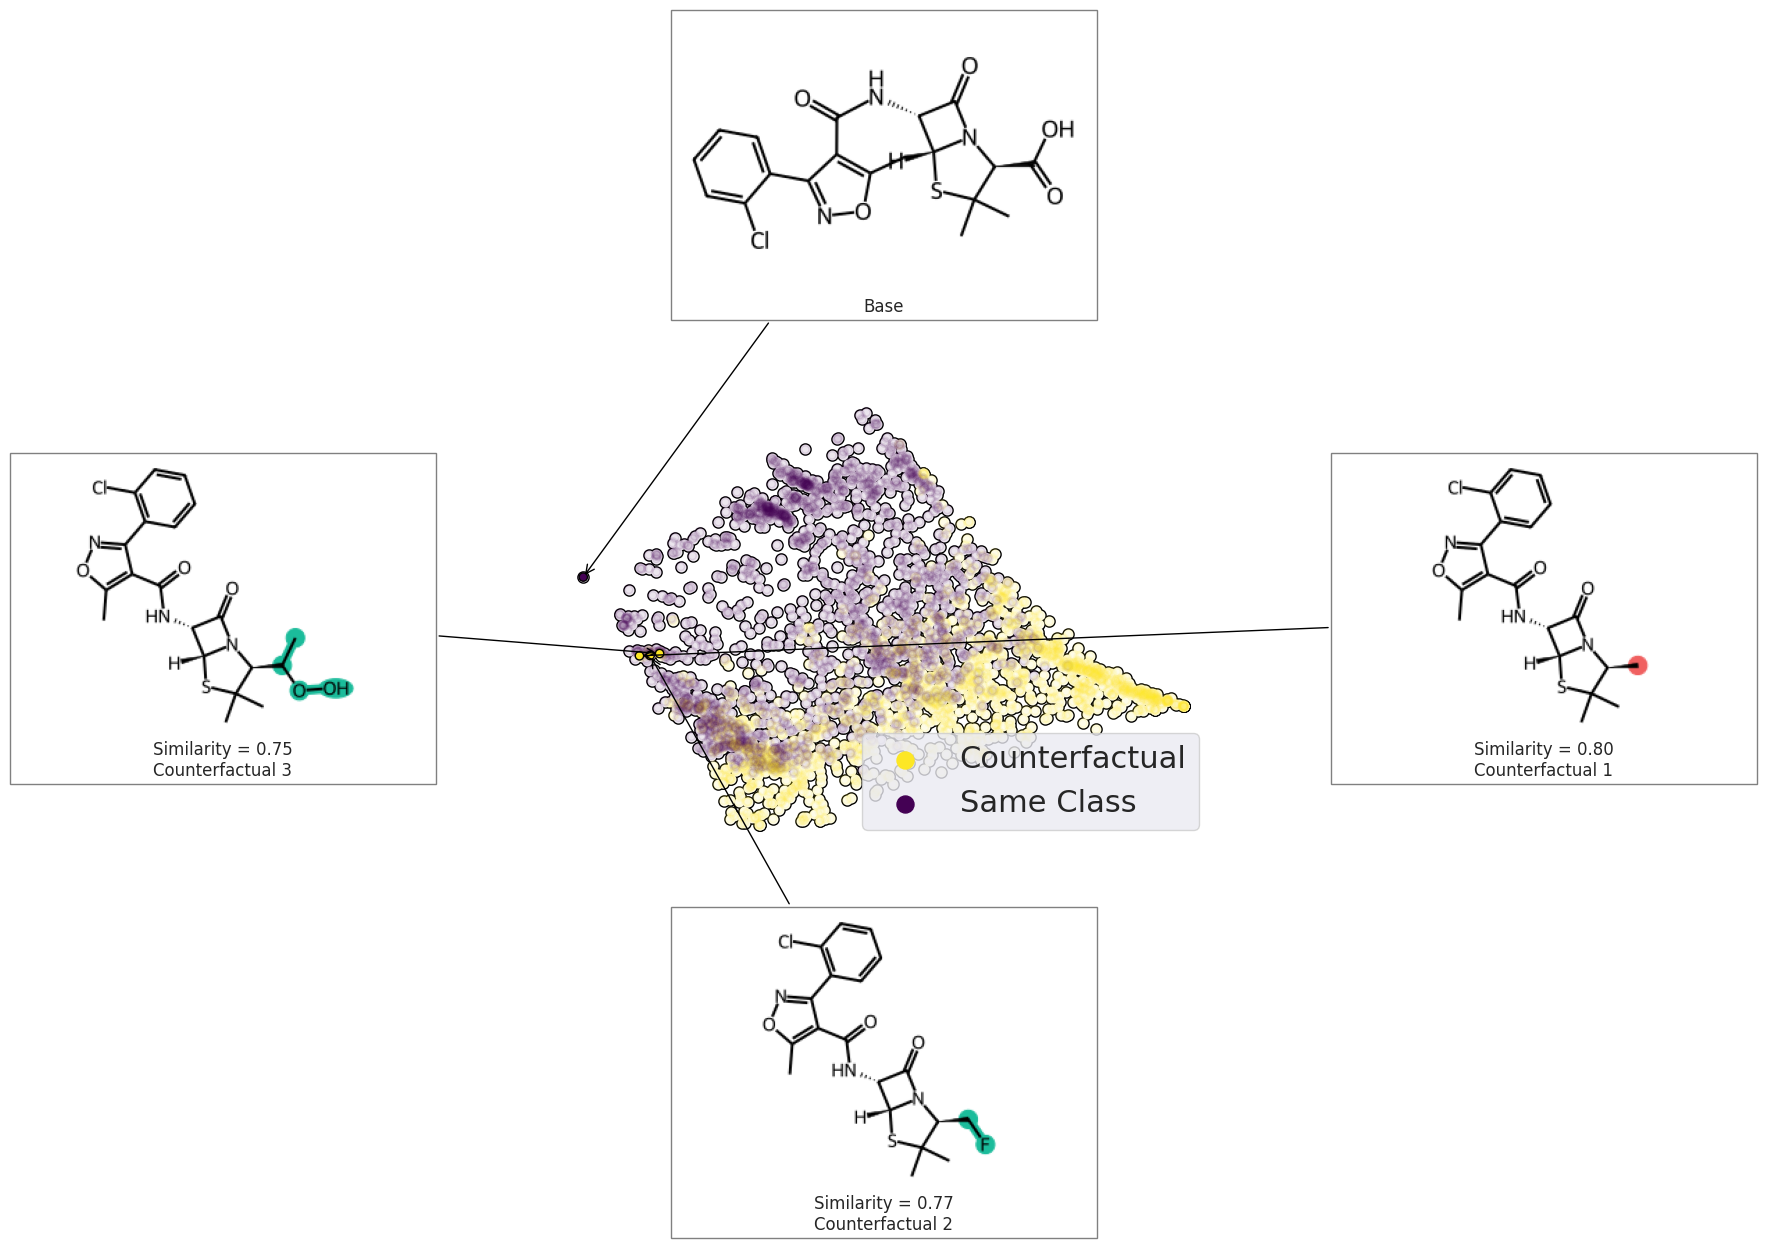 O
H
N
N
OH
O
H
S
O
N
O
Cl
Base
Cl
N
O
O
HN
O
N
H
S
O
OH
Similarity = 0.75
Counterfactual 3
Cl
N
O
O
HN
O
N
H
S
Similarity = 0.80
Counterfactual 1
Counterfactual
Same Class
Cl
N
O
O
HN
O
N
H
S
F
Similarity = 0.77
Counterfactual 2